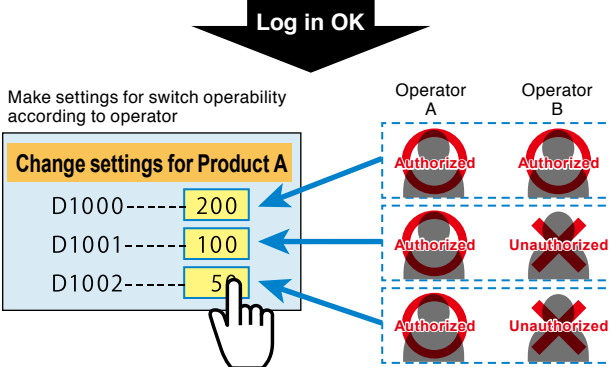 Log in OK
Make settings for switch operability
according to operator
Operator
A
Operator
B
Change settings for Product A
D1000-----200
D1001-----100
D1002-----50
Authorized
Authorized
Authorized
Unauthorized
Authorized
Unauthorized